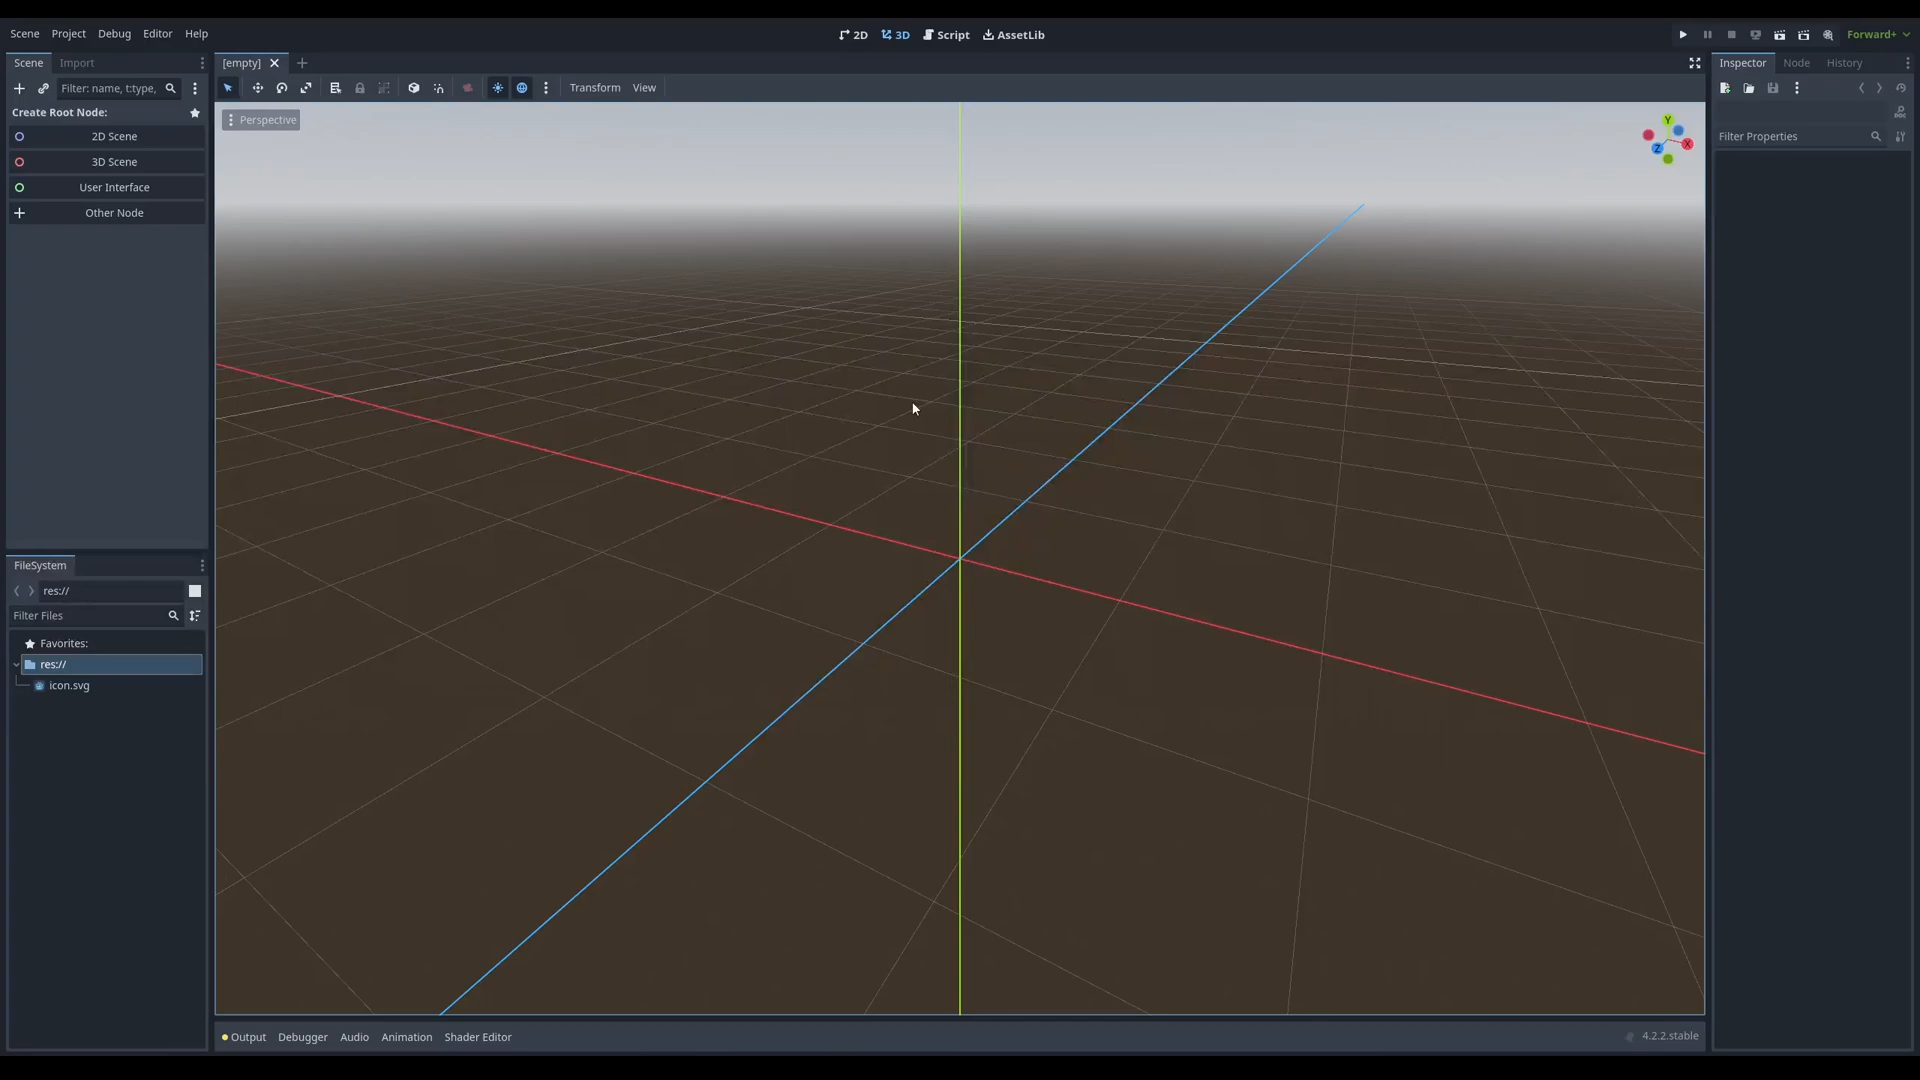 Scene Project Debug Editor Help
2D 3D Script AssetLib
Forward+
Scene Import
[empty]
Inspector Node History
Filter: name, t:type,
Transform View
Create Root Node:
Perspective
Y
X
Z
DOC
2D Scene
Filter Properties
3D Scene
User Interface
Other Node
FileSystem
res://
Filter Files
Favorites:
res://
icon.svg
Output Debugger Audio Animation Shader Editor
4.2.2.stable